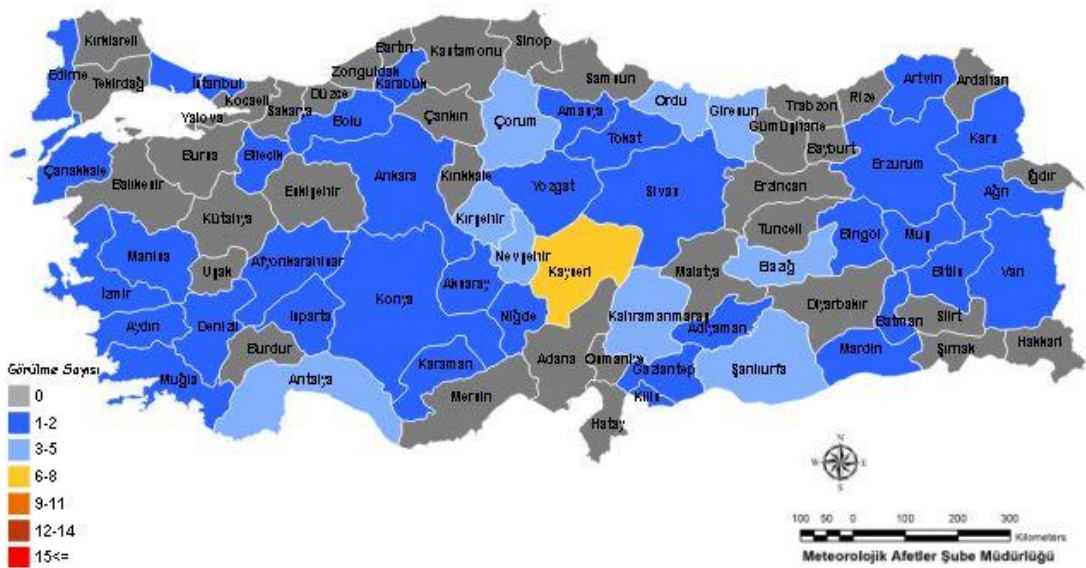 Kırklareli
Edirne
Tekirdağ
İstanbul
Kocaeli
Yalova
Sakarya
Düzce
Zonguldak
Bartın
Karabük
Kastamonu
Sinop
Samsun
Bolu
Çankırı
Çorum
Amasya
Ordu
Giresun
Trabzon
Rize
Artvin
Ardahan
Gümüşhane
Bayburt
Kars
Iğdır
Tokat
Erzurum
Ağrı
Çanakkale
Balıkesir
Bursa
Bilecik
Eskişehir
Ankara
Kırıkkale
Yozgat
Sivas
Erzincan
Tunceli
Kütahya
Kırşehir
Nevşehir
Kayseri
Malatya
Elazığ
Bingöl
Muş
Bitlis
Van
Manisa
Uşak
Afyonkarahisar
Konya
Aksaray
Niğde
Kahramanmaraş
Adıyaman
Diyarbakır
Batman
Siirt
Şırnak
Hakkari
İzmir
Aydın
Denizli
Isparta
Burdur
Karaman
Adana
Osmaniye
Gaziantep
Şanlıurfa
Mardin
Muğla
Antalya
Mersin
Kilis
Hatay
Görülme Sayısı
0
1-2
3-5
6-8
9-11
12-14
15<=
N
W E
S
100 50 0 100 200 300
Kilometers
Meteorolojik Afetler Şube Müdürlüğü